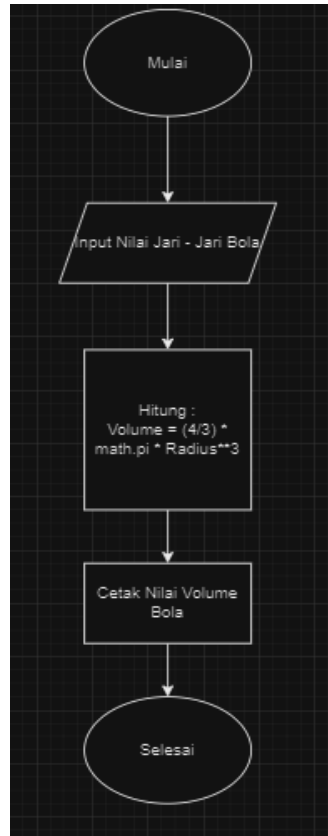 Mulai
Input Nilai Jari - Jari Bola
Hitung :
Volume = (4/3) *
math.pi * Radius**3
Cetak Nilai Volume
Bola
Selesai